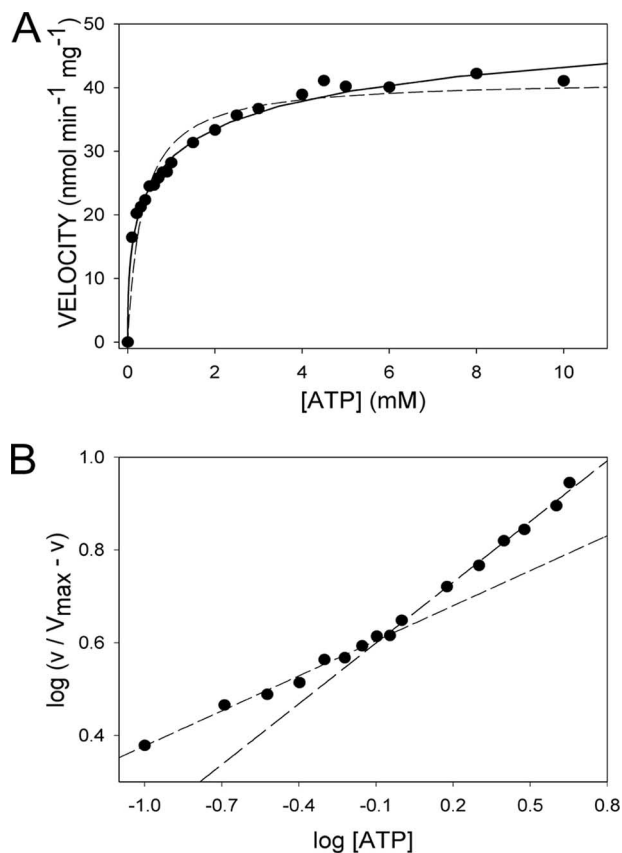 A
VELOCITY (nmol min⁻¹ mg⁻¹)
50
40
30
20
10
0
0 2 4 6 8 10
[ATP] (mM)
B
log (v / Vmax - v)
1.0
0.8
0.6
0.4
-1.0 -0.7 -0.4 -0.1 0.2 0.5 0.8
log [ATP]